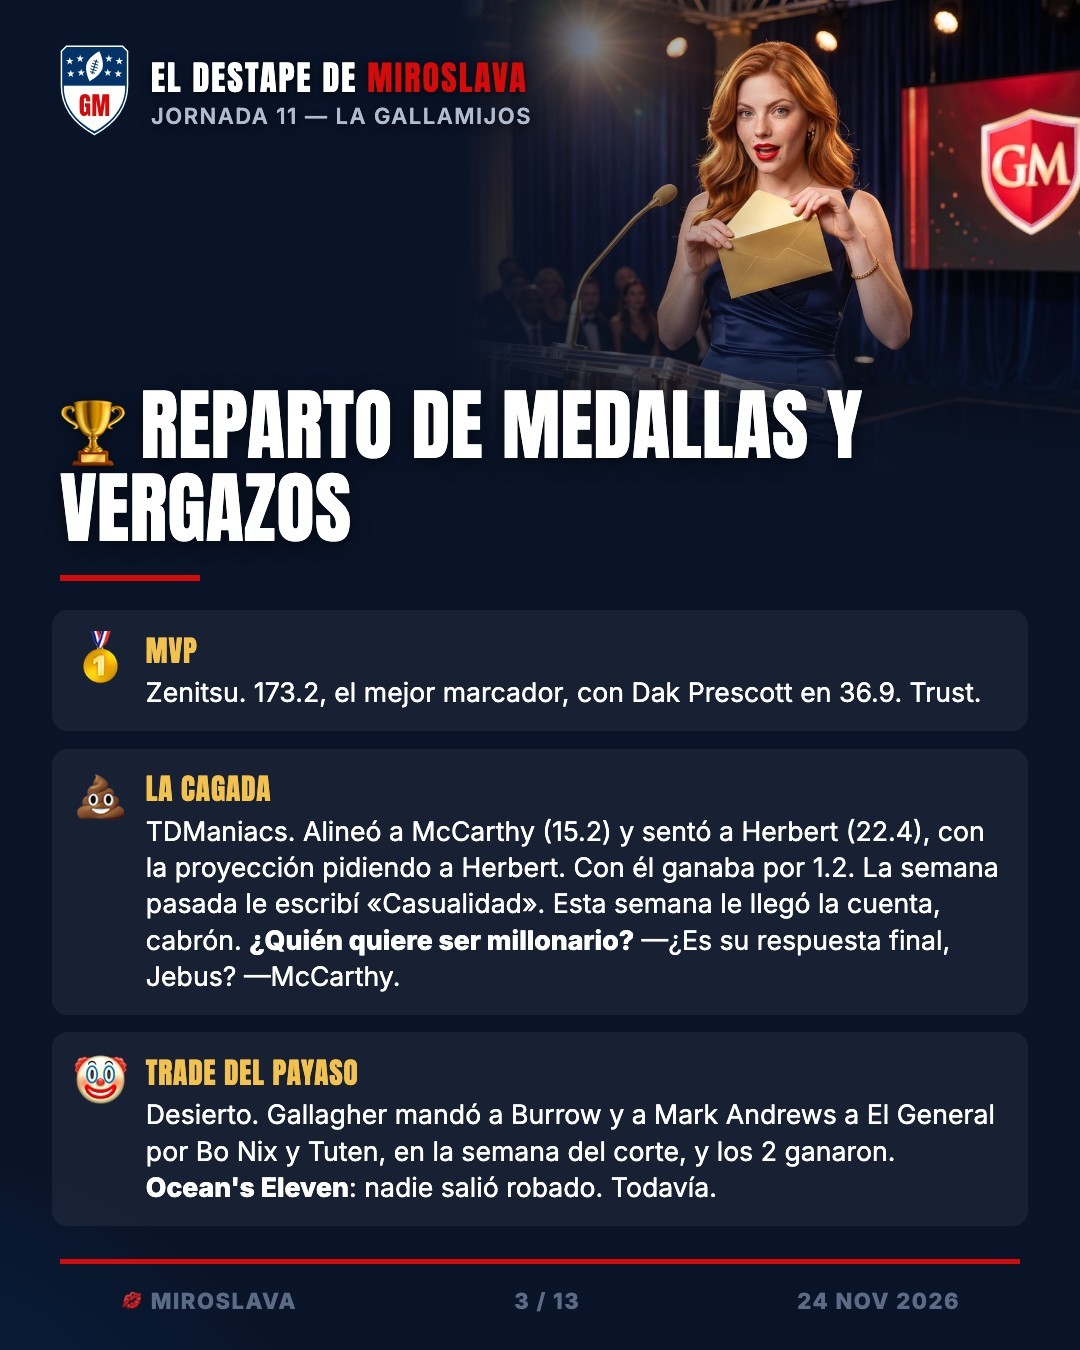 GM
EL DESTAPE DE MIROSLAVA
JORNADA 11 — LA GALLAMIJOS
GM
🏆 REPARTO DE MEDALLAS Y
VERGAZOS
MVP
Zenitsu. 173.2, el mejor marcador, con Dak Prescott en 36.9. Trust.
LA CAGADA
TDManiacs. Alineó a McCarthy (15.2) y sentó a Herbert (22.4), con
la proyección pidiendo a Herbert. Con él ganaba por 1.2. La semana
pasada le escribí «Casualidad». Esta semana le llegó la cuenta,
cabrón. ¿Quién quiere ser millonario? —¿Es su respuesta final,
Jebus? —McCarthy.
TRADE DEL PAYASO
Desierto. Gallagher mandó a Burrow y a Mark Andrews a El General
por Bo Nix y Tuten, en la semana del corte, y los 2 ganaron.
Ocean's Eleven: nadie salió robado. Todavía.
💋 MIROSLAVA
3 / 13
24 NOV 2026